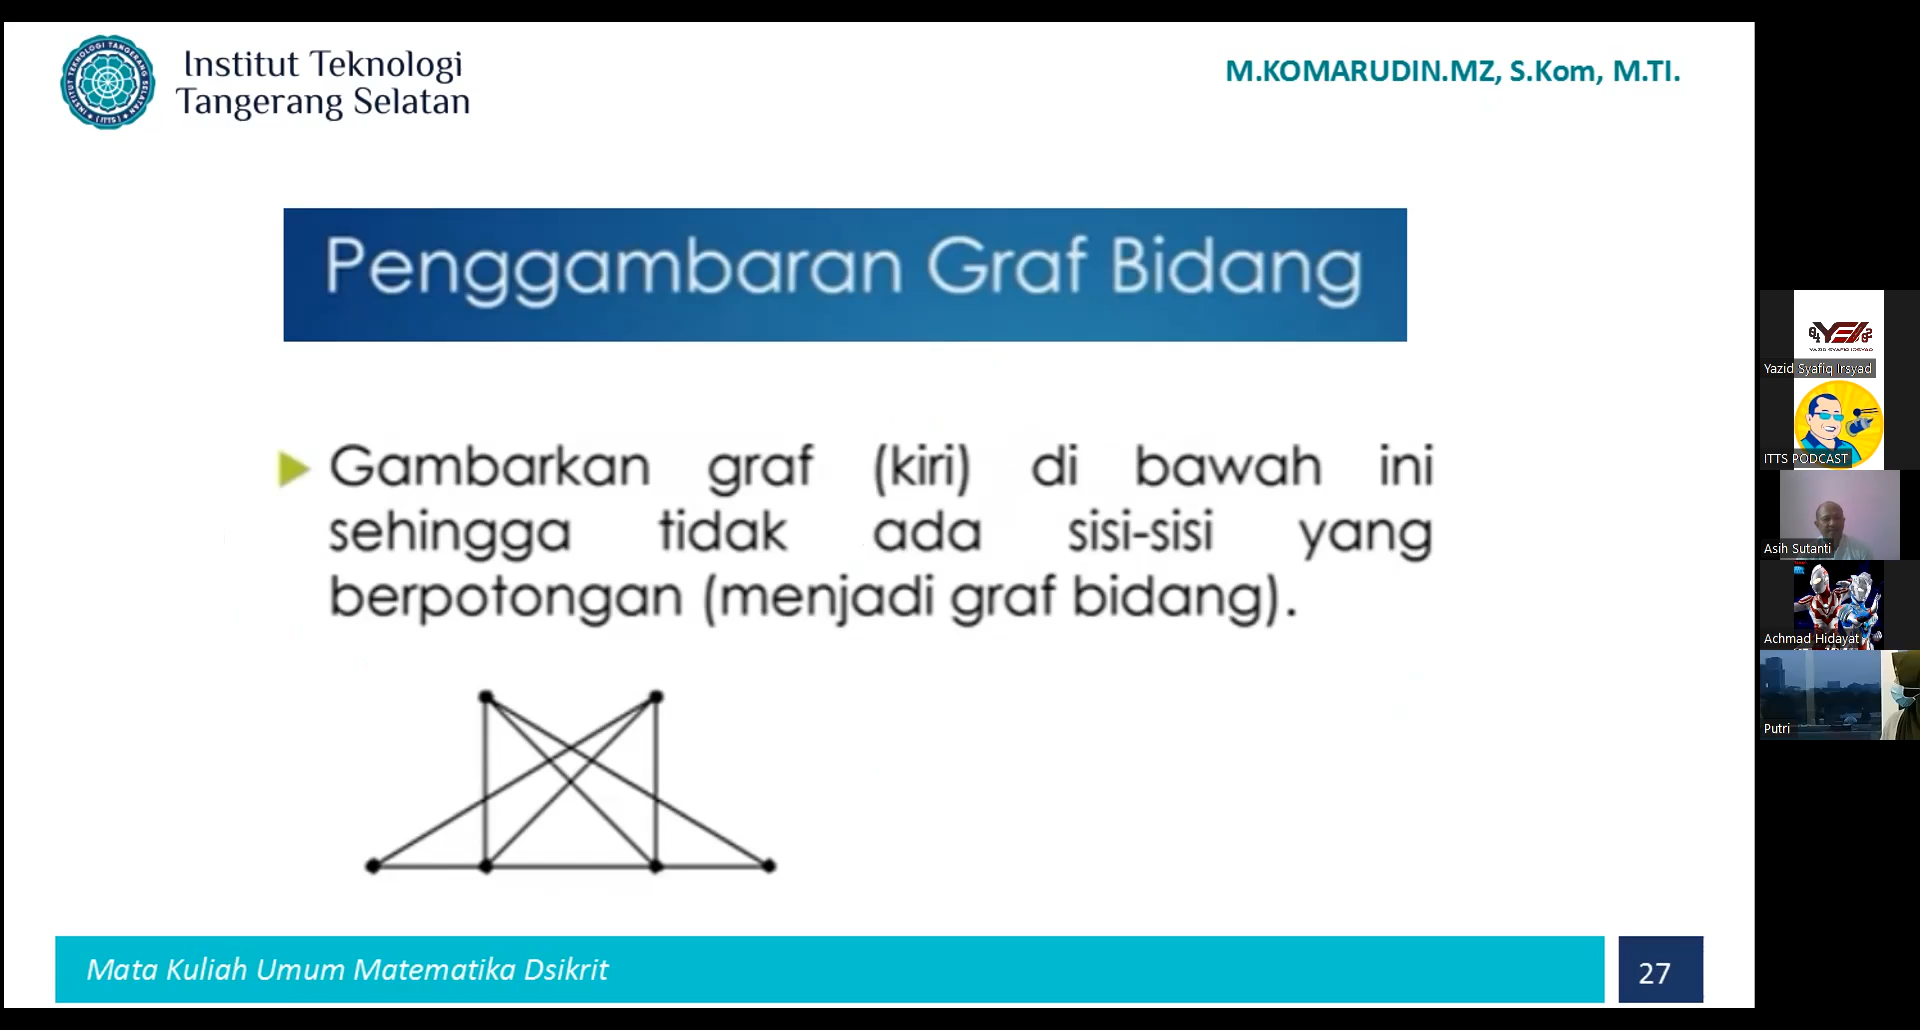 Institut Teknologi
Tangerang Selatan
M.KOMARUDIN.MZ, S.Kom, M.TI.
Penggambaran Graf Bidang
Gambarkan graf (kiri) di bawah ini
sehingga tidak ada sisi-sisi yang
berpotongan (menjadi graf bidang).
Mata Kuliah Umum Matematika Dsikrit
27
Yazid Syafiq Irsyad
ITTS PODCAST
Asih Sutanti
Achmad Hidayat
Putri